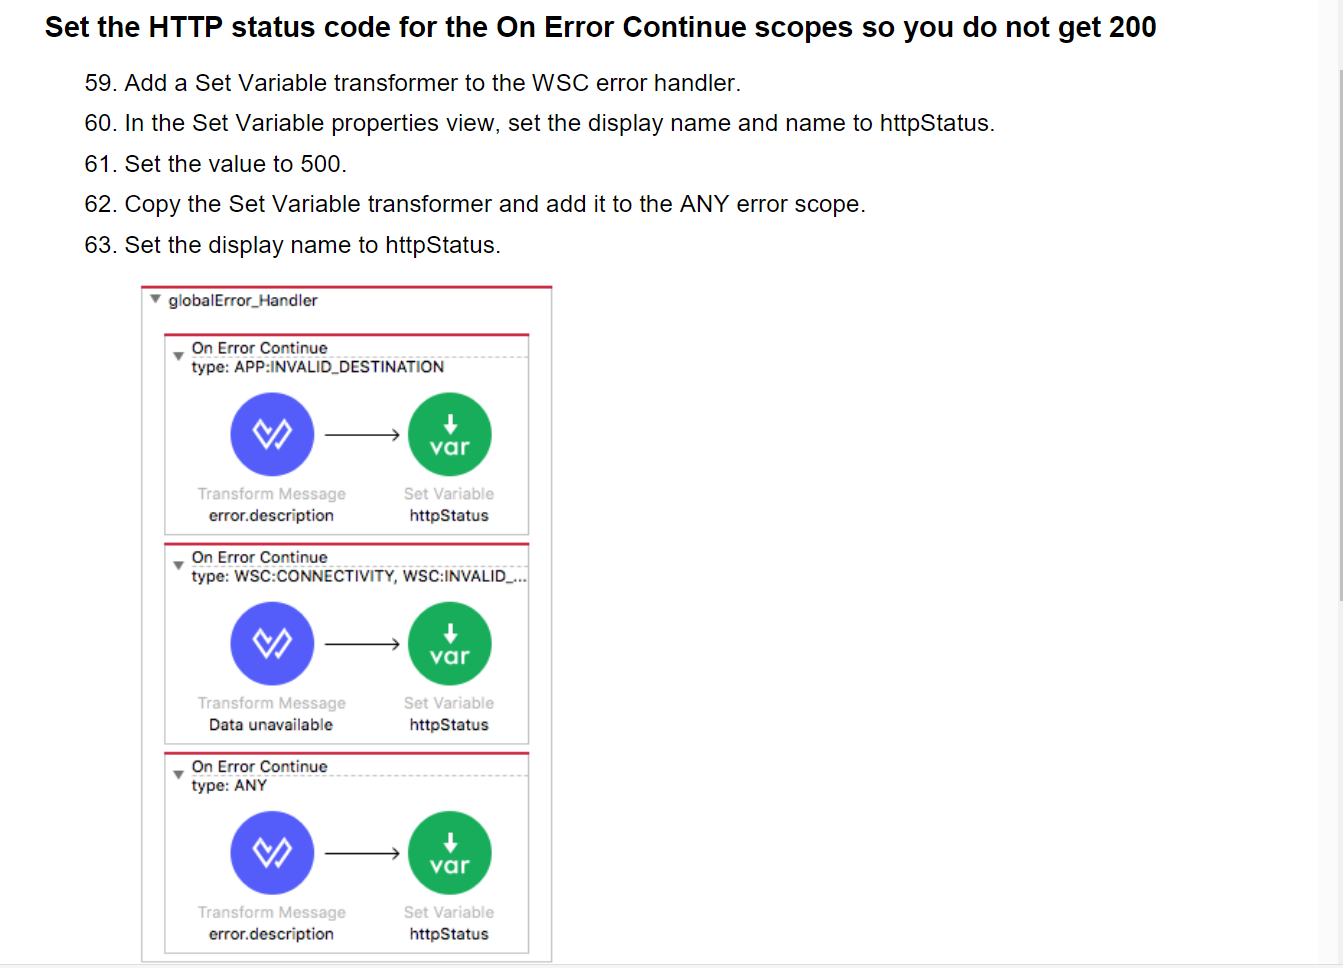 Set the HTTP status code for the On Error Continue scopes so you do not get 200
59. Add a Set Variable transformer to the WSC error handler.
60. In the Set Variable properties view, set the display name and name to httpStatus.
61. Set the value to 500.
62. Copy the Set Variable transformer and add it to the ANY error scope.
63. Set the display name to httpStatus.
globalError_Handler
On Error Continue
type: APP:INVALID_DESTINATION
var
Transform Message
Set Variable
error.description
httpStatus
On Error Continue
type: WSC:CONNECTIVITY, WSC:INVALID_...
var
Transform Message
Set Variable
Data unavailable
httpStatus
On Error Continue
type: ANY
var
Transform Message
Set Variable
error.description
httpStatus